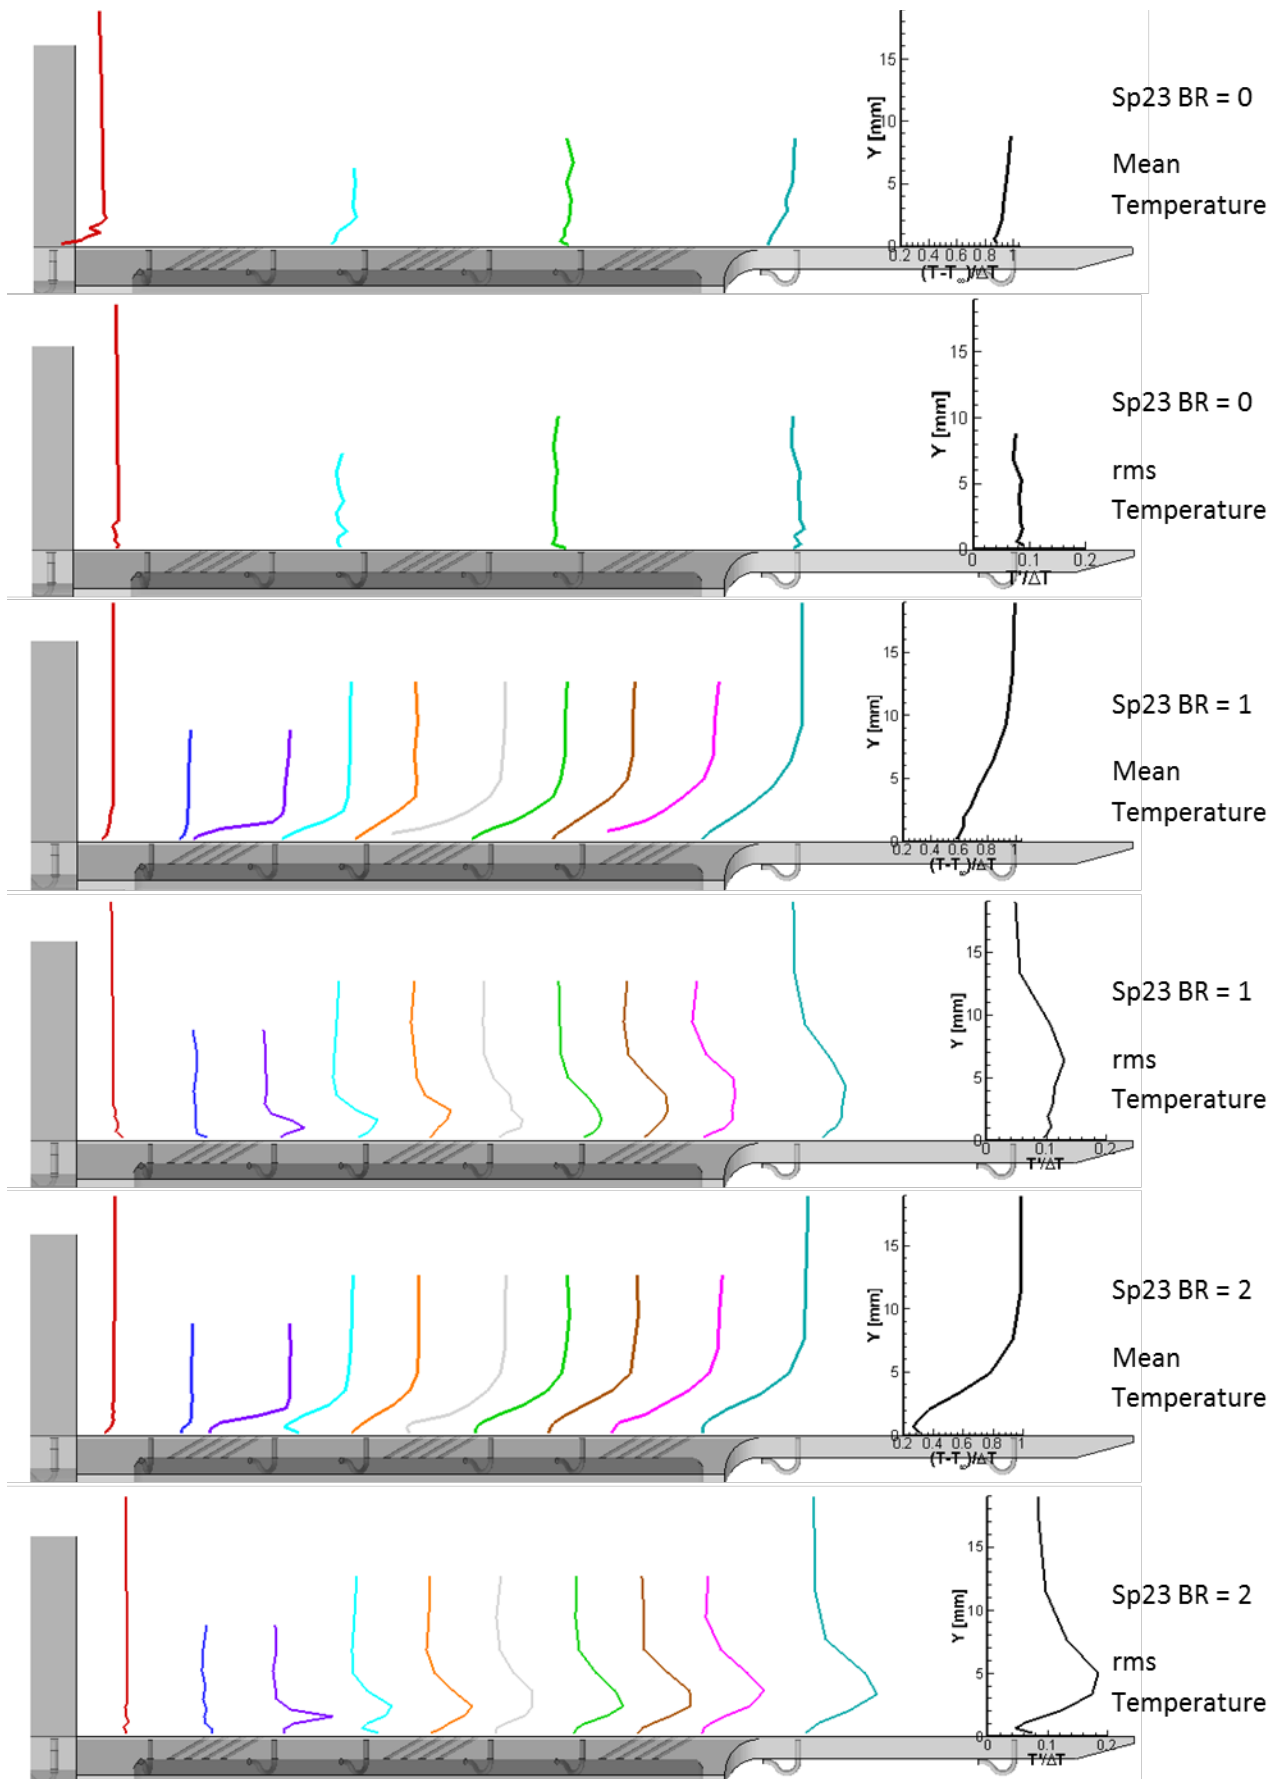 15
Sp23 BR = 0
Y [mm]
10
Mean
5
Temperature
0
0.2 0.4 0.6 0.8 1
(T-T∞)/ΔT
15
Sp23 BR = 0
Y [mm]
10
rms
5
Temperature
0
0 0.1 0.2
T'/ΔT
15
Sp23 BR = 1
Y [mm]
10
Mean
5
Temperature
0
0.2 0.4 0.6 0.8 1
(T-T∞)/ΔT
15
Sp23 BR = 1
Y [mm]
10
rms
5
Temperature
0
0 0.1 0.2
T'/ΔT
15
Sp23 BR = 2
Y [mm]
10
Mean
5
Temperature
0
0.2 0.4 0.6 0.8 1
(T-T∞)/ΔT
15
Sp23 BR = 2
Y [mm]
10
rms
5
Temperature
0
0 0.1 0.2
T'/ΔT